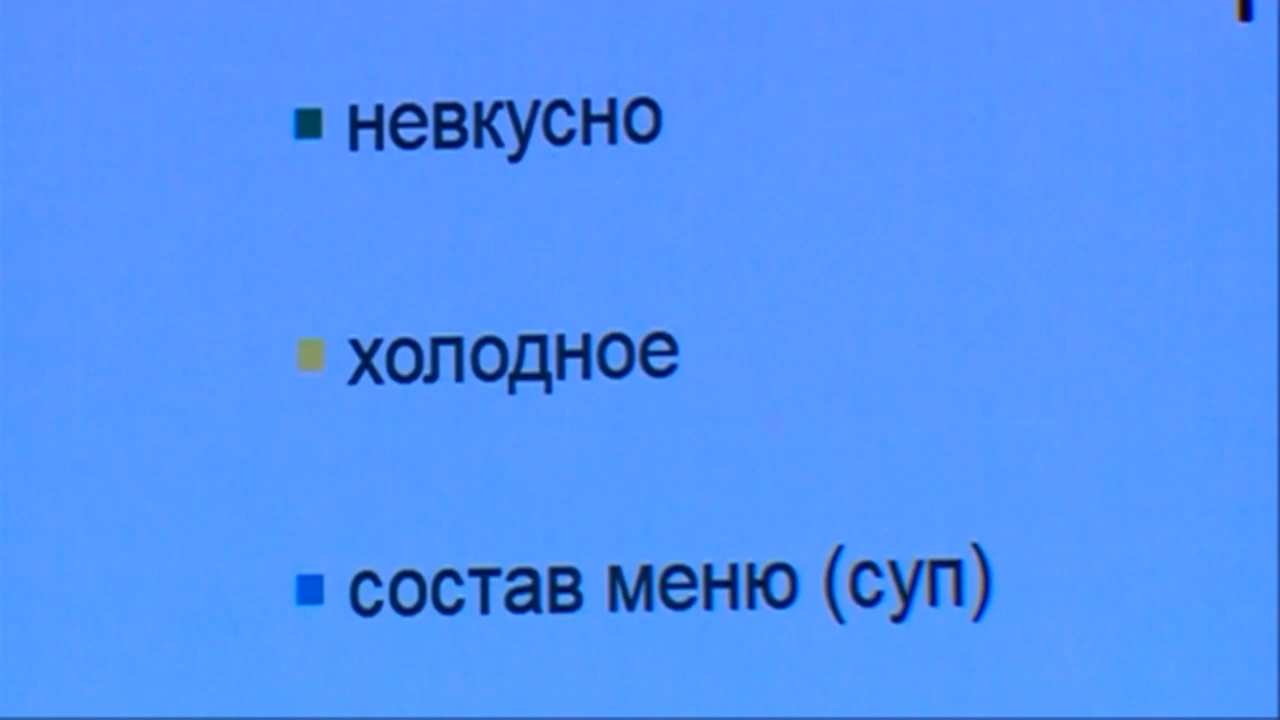 невкусно
холодное
состав меню (суп)